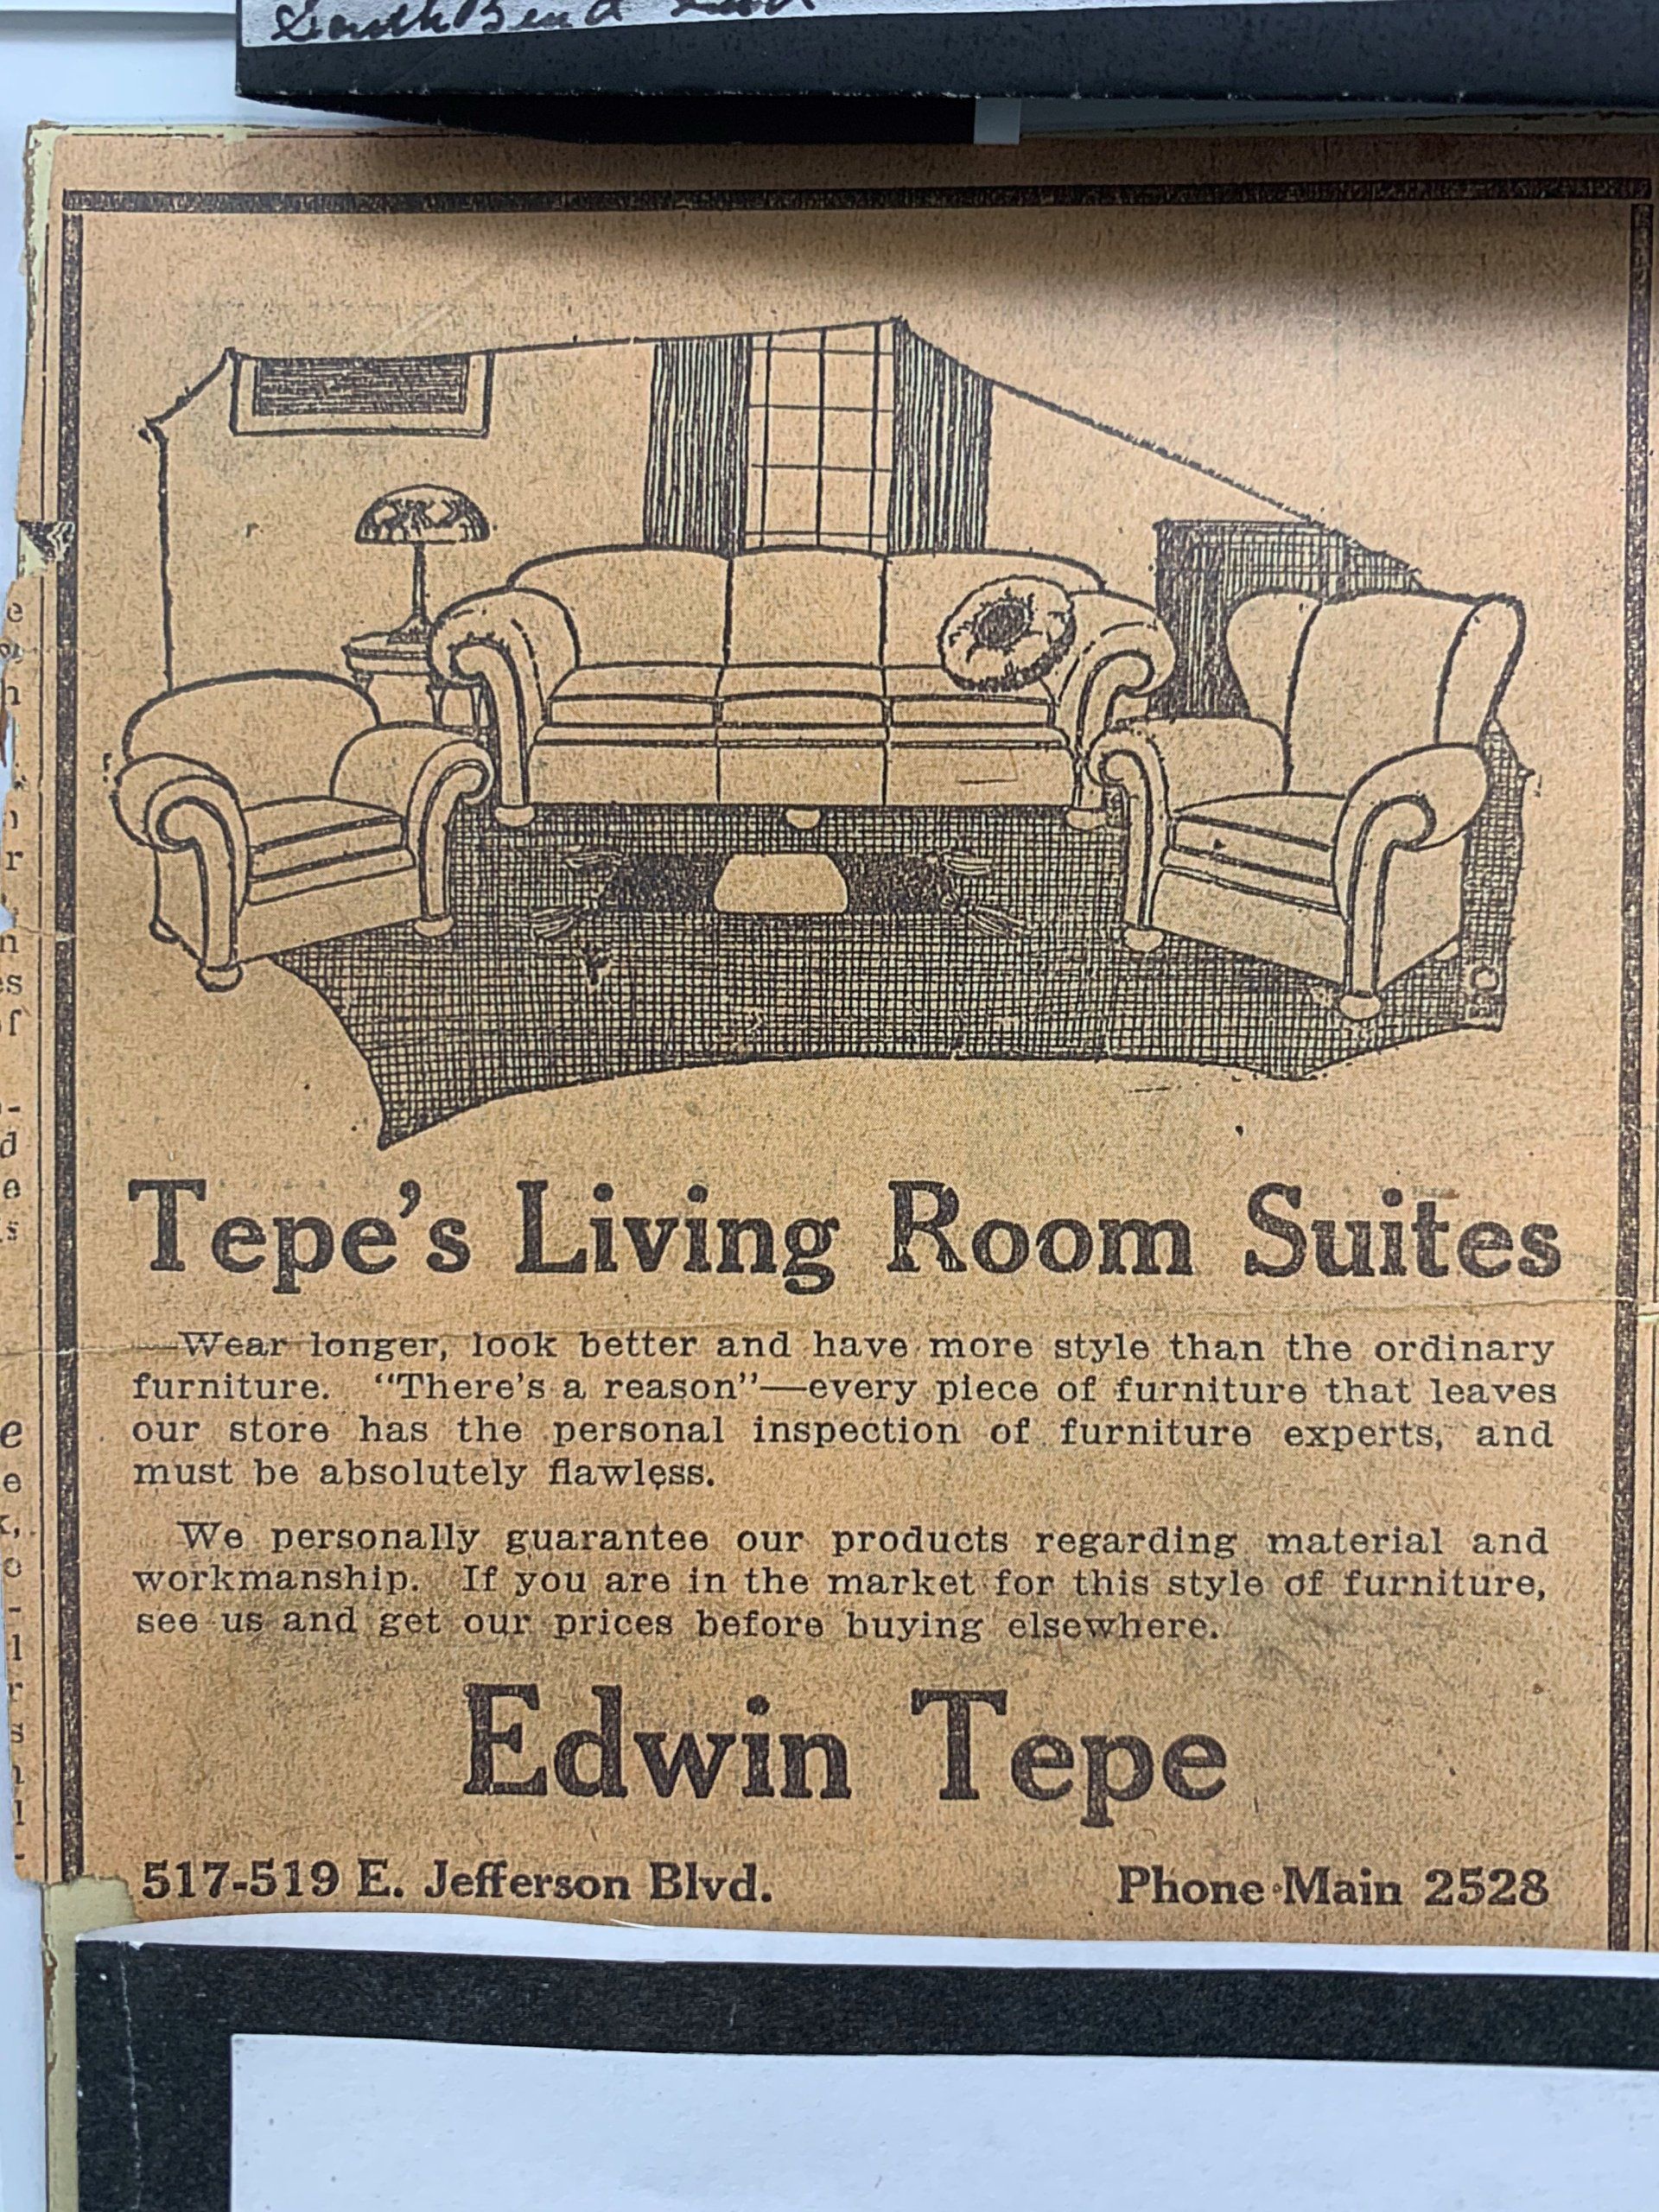 South Bend Ind
Tepe's Living Room Suites
Wear longer, look better and have more style than the ordinary
furniture. "There's a reason"—every piece of furniture that leaves
our store has the personal inspection of furniture experts, and
must be absolutely flawless.
We personally guarantee our products regarding material and
workmanship. If you are in the market for this style of furniture,
see us and get our prices before buying elsewhere.
Edwin Tepe
517-519 E. Jefferson Blvd. Phone Main 2528